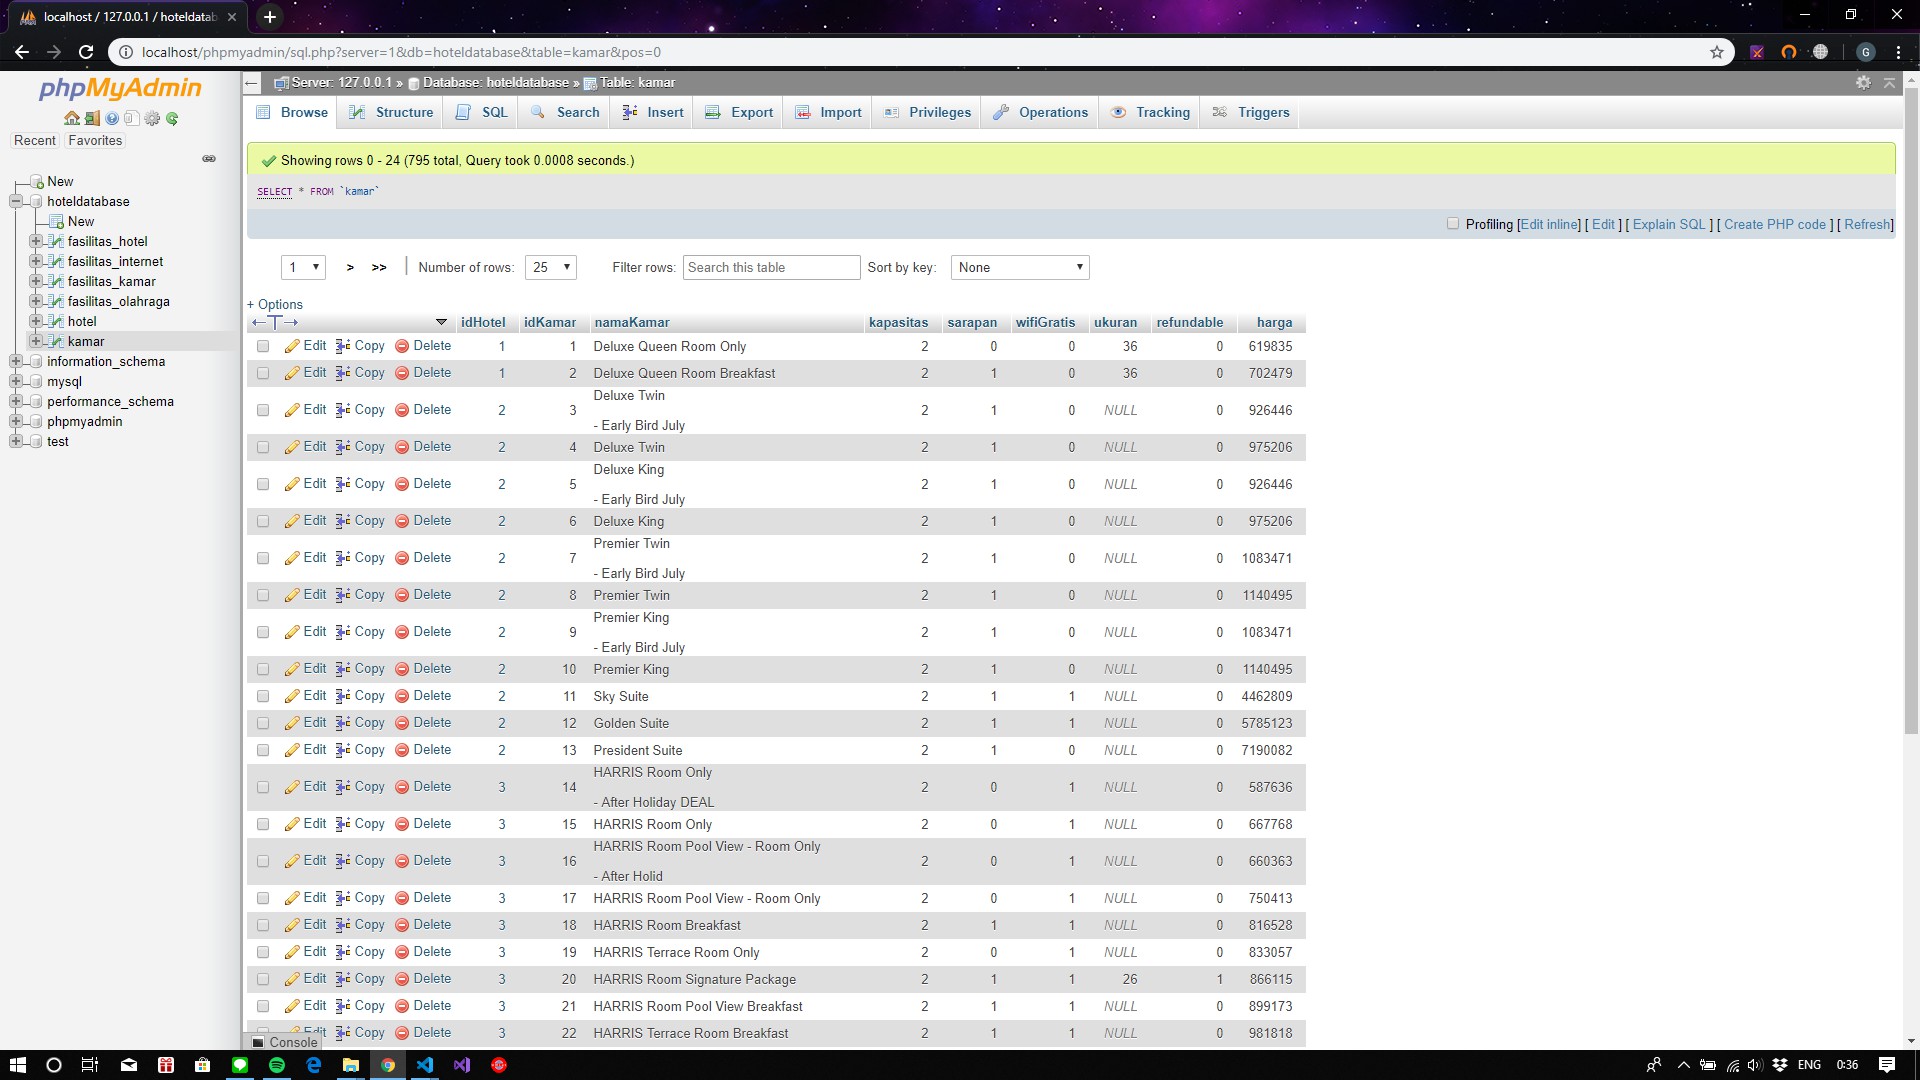 localhost / 127.0.0.1 / hoteldatab
localhost/phpmyadmin/sql.php?server=1&db=hoteldatabase&table=kamar&pos=0
G
phpMyAdmin
Recent Favorites
New
hoteldatabase
New
fasilitas_hotel
fasilitas_internet
fasilitas_kamar
fasilitas_olahraga
hotel
kamar
information_schema
mysql
performance_schema
phpmyadmin
test
Server: 127.0.0.1 » Database: hoteldatabase » Table: kamar
Browse Structure SQL Search Insert Export Import Privileges Operations Tracking Triggers
Showing rows 0 - 24 (795 total, Query took 0.0008 seconds.)
SELECT * FROM `kamar`
Profiling [Edit inline] [ Edit ] [ Explain SQL ] [ Create PHP code ] [ Refresh]
1 > >> Number of rows: 25 Filter rows: Search this table Sort by key: None
+ Options
←T→ idHotel idKamar namaKamar kapasitas sarapan wifiGratis ukuran refundable harga
Edit Copy Delete 1 1 Deluxe Queen Room Only 2 0 0 36 0 619835
Edit Copy Delete 1 2 Deluxe Queen Room Breakfast 2 1 0 36 0 702479
Deluxe Twin
Edit Copy Delete 2 3 2 1 0 NULL 0 926446
- Early Bird July
Edit Copy Delete 2 4 Deluxe Twin 2 1 0 NULL 0 975206
Deluxe King
Edit Copy Delete 2 5 2 1 0 NULL 0 926446
- Early Bird July
Edit Copy Delete 2 6 Deluxe King 2 1 0 NULL 0 975206
Premier Twin
Edit Copy Delete 2 7 2 1 0 NULL 0 1083471
- Early Bird July
Edit Copy Delete 2 8 Premier Twin 2 1 0 NULL 0 1140495
Premier King
Edit Copy Delete 2 9 2 1 0 NULL 0 1083471
- Early Bird July
Edit Copy Delete 2 10 Premier King 2 1 0 NULL 0 1140495
Edit Copy Delete 2 11 Sky Suite 2 1 1 NULL 0 4462809
Edit Copy Delete 2 12 Golden Suite 2 1 1 NULL 0 5785123
Edit Copy Delete 2 13 President Suite 2 1 0 NULL 0 7190082
HARRIS Room Only
Edit Copy Delete 3 14 2 0 1 NULL 0 587636
- After Holiday DEAL
Edit Copy Delete 3 15 HARRIS Room Only 2 0 1 NULL 0 667768
HARRIS Room Pool View - Room Only
Edit Copy Delete 3 16 2 0 1 NULL 0 660363
- After Holid
Edit Copy Delete 3 17 HARRIS Room Pool View - Room Only 2 0 1 NULL 0 750413
Edit Copy Delete 3 18 HARRIS Room Breakfast 2 1 1 NULL 0 816528
Edit Copy Delete 3 19 HARRIS Terrace Room Only 2 0 1 NULL 0 833057
Edit Copy Delete 3 20 HARRIS Room Signature Package 2 1 1 26 1 866115
Edit Copy Delete 3 21 HARRIS Room Pool View Breakfast 2 1 1 NULL 0 899173
Edit Copy Delete 3 22 HARRIS Terrace Room Breakfast 2 1 1 NULL 0 981818
Console
ENG 0:36